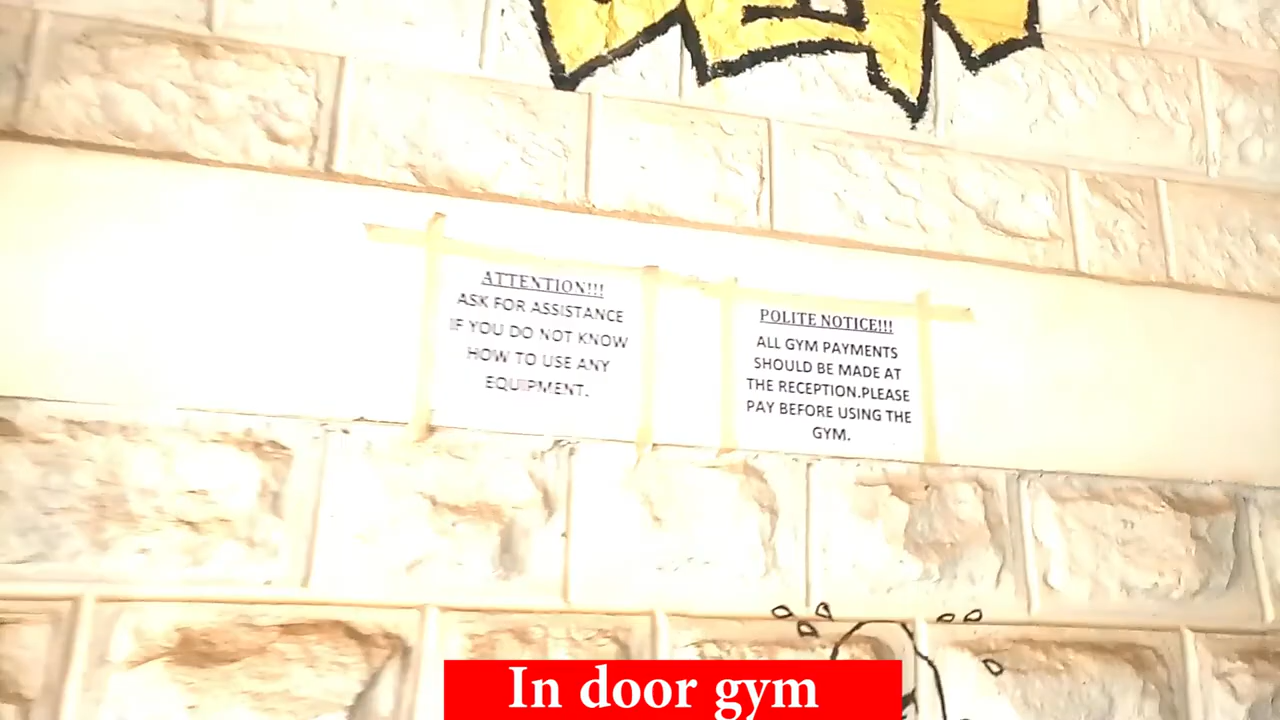 ATTENTION!!!
ASK FOR ASSISTANCE
IF YOU DO NOT KNOW
HOW TO USE ANY
EQUIPMENT.
POLITE NOTICE!!!
ALL GYM PAYMENTS
SHOULD BE MADE AT
THE RECEPTION.PLEASE
PAY BEFORE USING THE
GYM.
In door gym